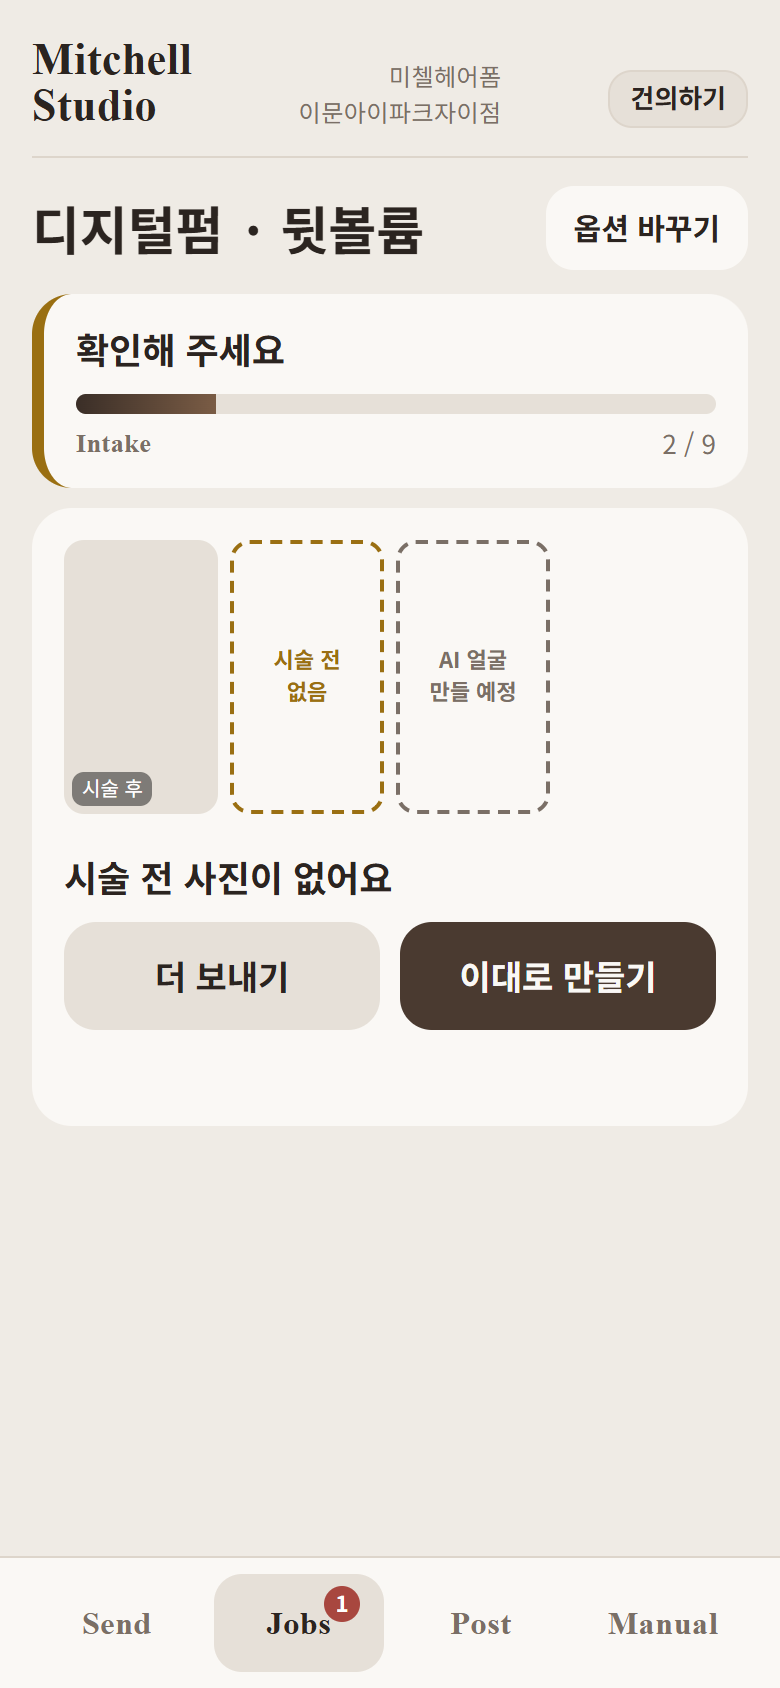 Mitchell
Studio
미첼헤어폼
이문아이파크자이점
건의하기
디지털펌 · 뒷볼륨
옵션 바꾸기
확인해 주세요
Intake
2 / 9
시술 후
시술 전
없음
AI 얼굴
만들 예정
시술 전 사진이 없어요
더 보내기
이대로 만들기
Send
Jobs
1
Post
Manual